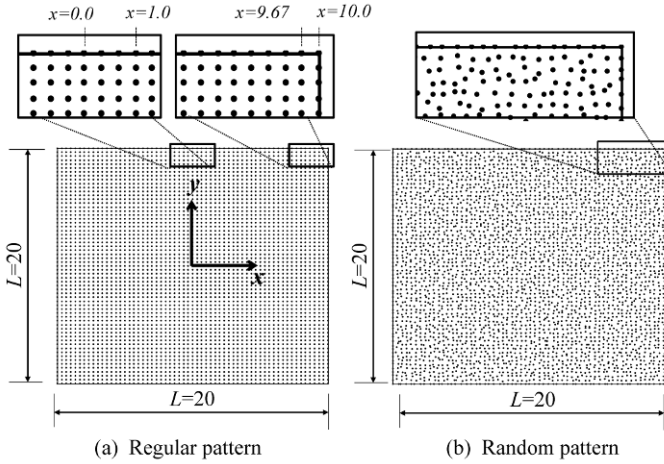 x=0.0 x=1.0 x=9.67 x=10.0
y
x
L=20
L=20
L=20
L=20
(a) Regular pattern
(b) Random pattern